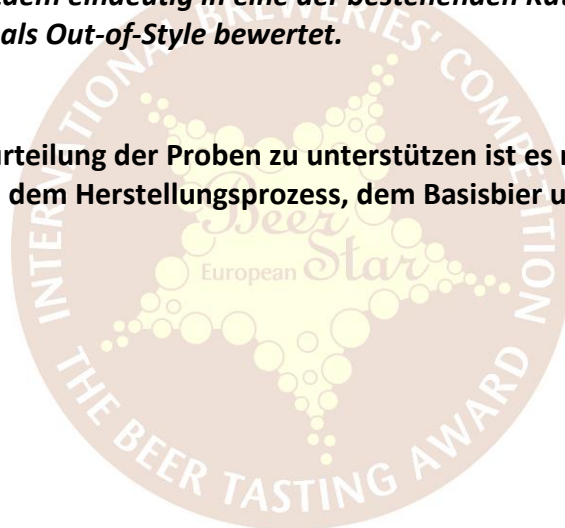 als Out-of-Style bewertet.
urteilung der Proben zu unterstützen ist es
dem Herstellungsprozess, dem Basisbier
INTERNATIONAL BREWERIES' COMPETITION
Beer
European Star
THE BEER TASTING AWARD